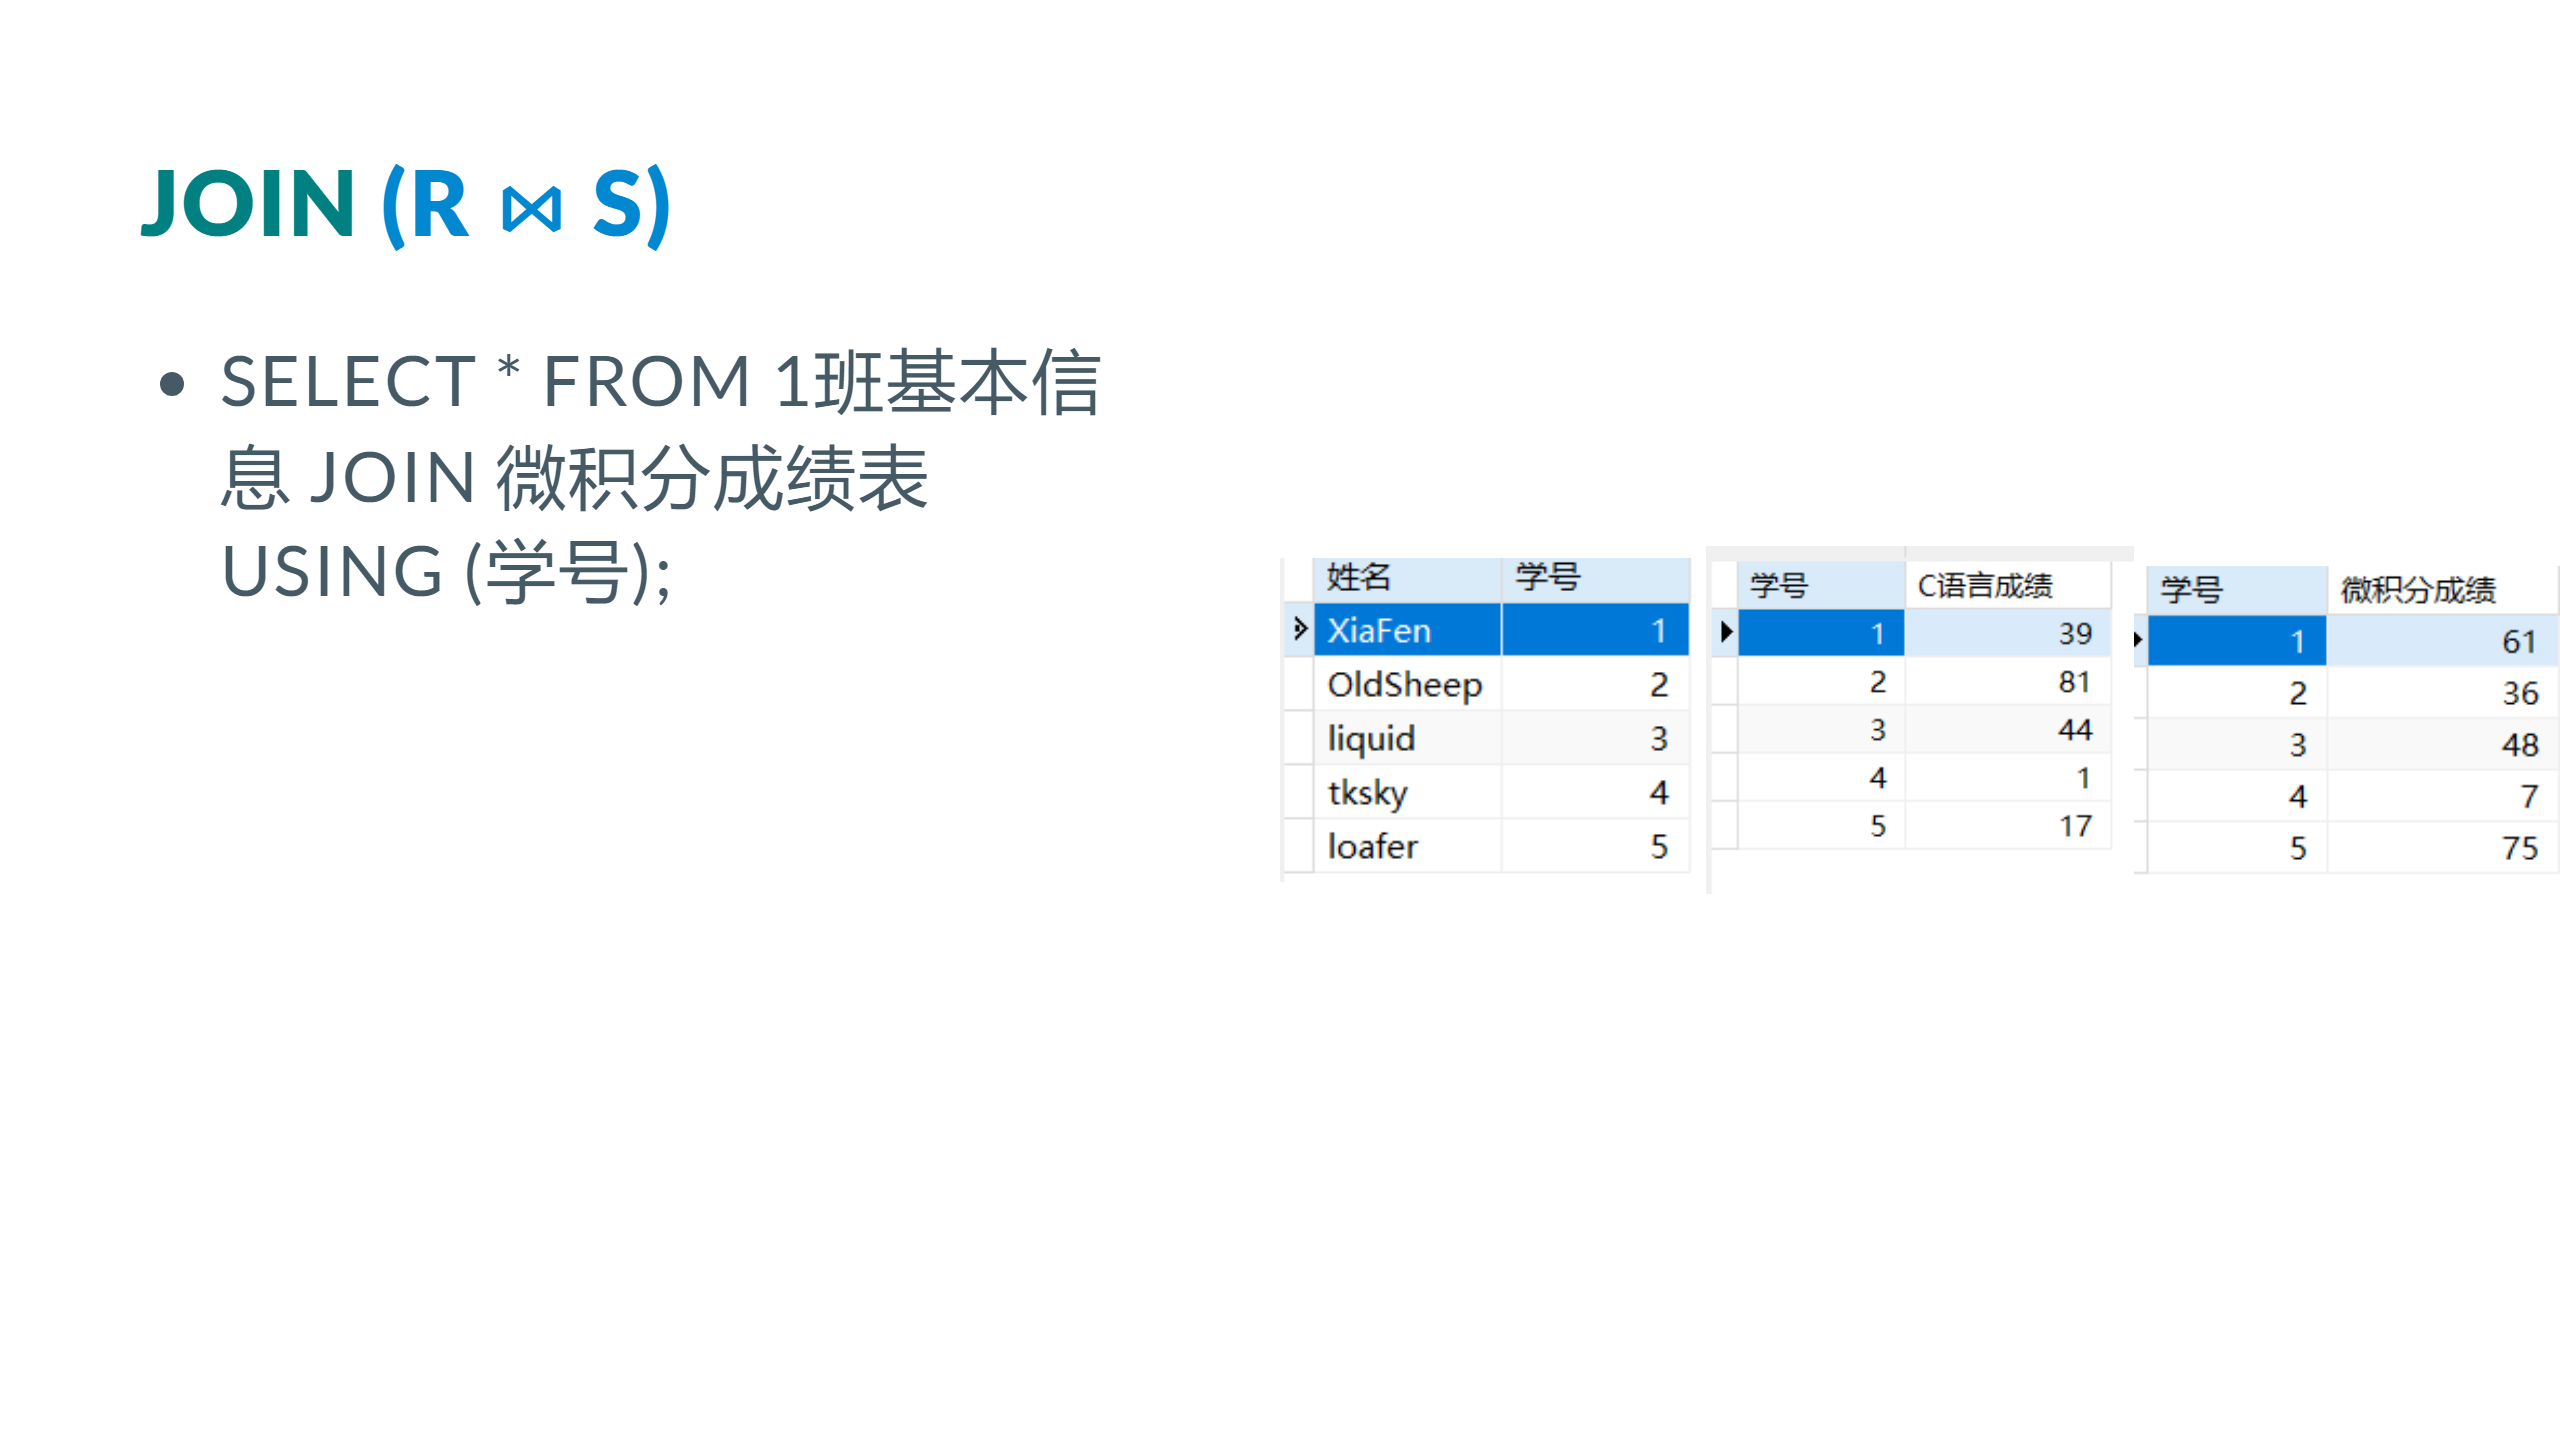 JOIN (R ⋈ S)
• SELECT * FROM 1班基本信
息 JOIN 微积分成绩表
USING (学号);
姓名 学号
XiaFen 1
OldSheep 2
liquid 3
tksky 4
loafer 5
学号 C语言成绩
1 39
2 81
3 44
4 1
5 17
学号 微积分成绩
1 61
2 36
3 48
4 7
5 75